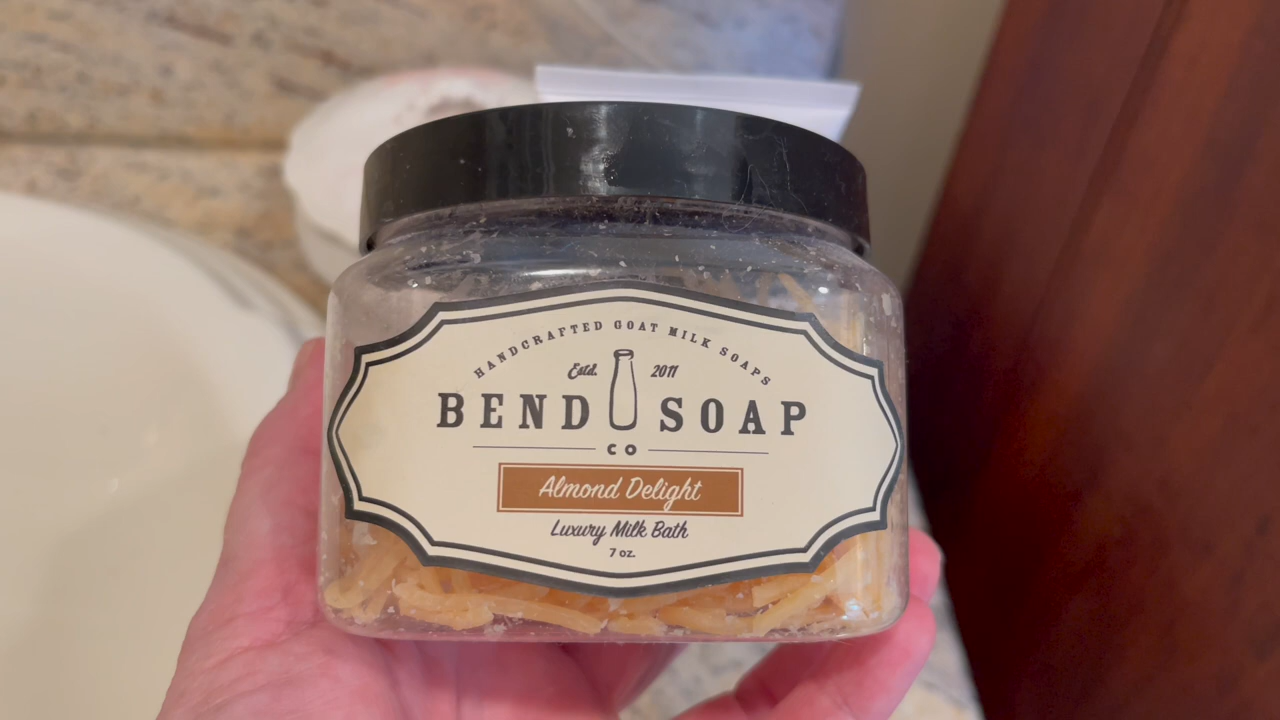 HANDCRAFTED GOAT MILK SOAPS
Estd. 2011
BEND SOAP
CO
Almond Delight
Luxury Milk Bath
7 oz.